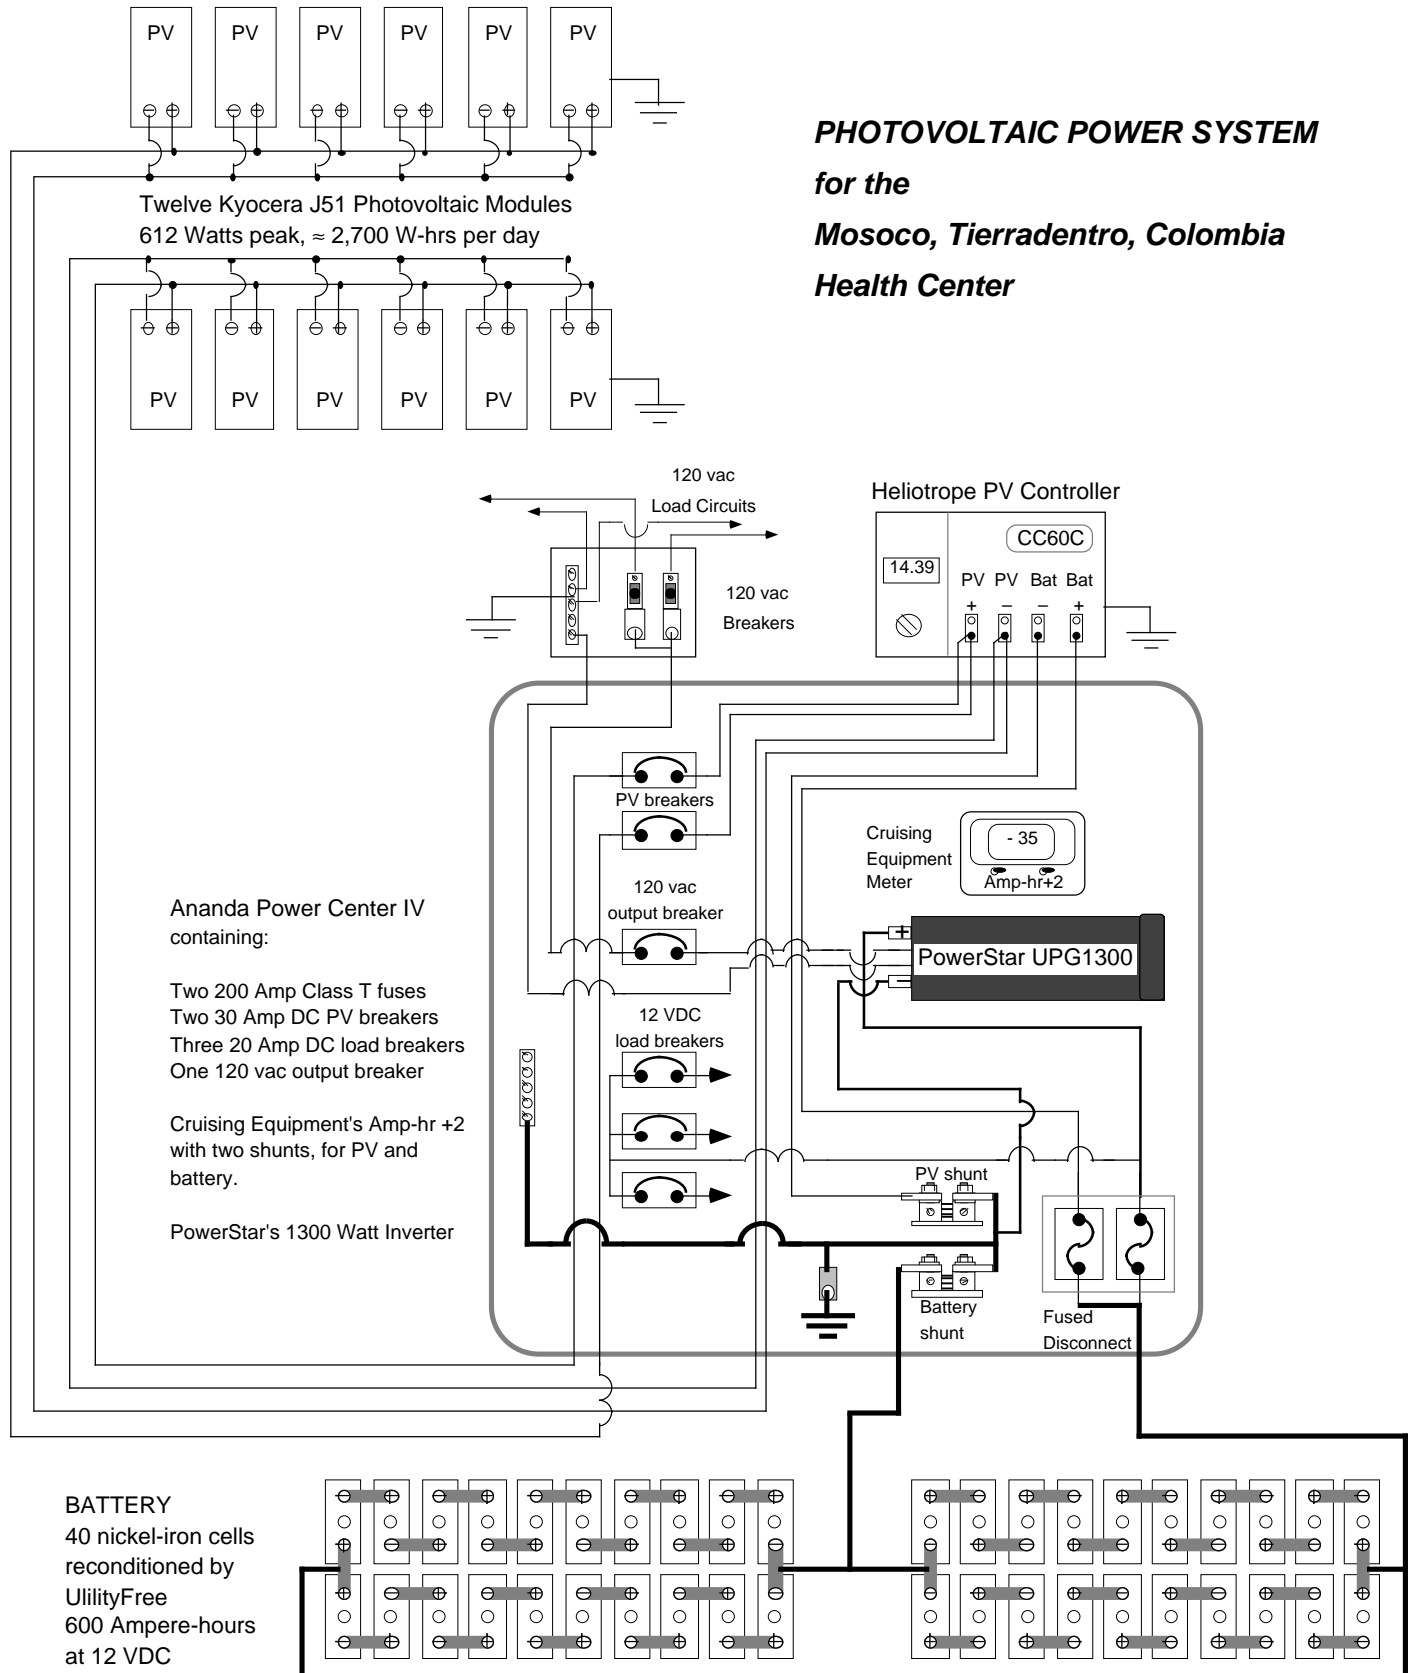 PV PV PV PV PV PV
PHOTOVOLTAIC POWER SYSTEM
for the
Mosoco, Tierradentro, Colombia
Health Center
Twelve Kyocera J51 Photovoltaic Modules
612 Watts peak, ≈ 2,700 W-hrs per day
PV PV PV PV PV PV
120 vac
Load Circuits
120 vac
Breakers
Heliotrope PV Controller
CC60C
14.39
PV PV Bat Bat
+ − − +
PV breakers
Cruising
Equipment
Meter
- 35
Amp-hr+2
120 vac
output breaker
+
PowerStar UPG1300
−
12 VDC
load breakers
Ananda Power Center IV
containing:
Two 200 Amp Class T fuses
Two 30 Amp DC PV breakers
Three 20 Amp DC load breakers
One 120 vac output breaker
Cruising Equipment's Amp-hr +2
with two shunts, for PV and
battery.
PowerStar's 1300 Watt Inverter
PV shunt
Battery
shunt
Fused
Disconnect
BATTERY
40 nickel-iron cells
reconditioned by
UlilityFree
600 Ampere-hours
at 12 VDC